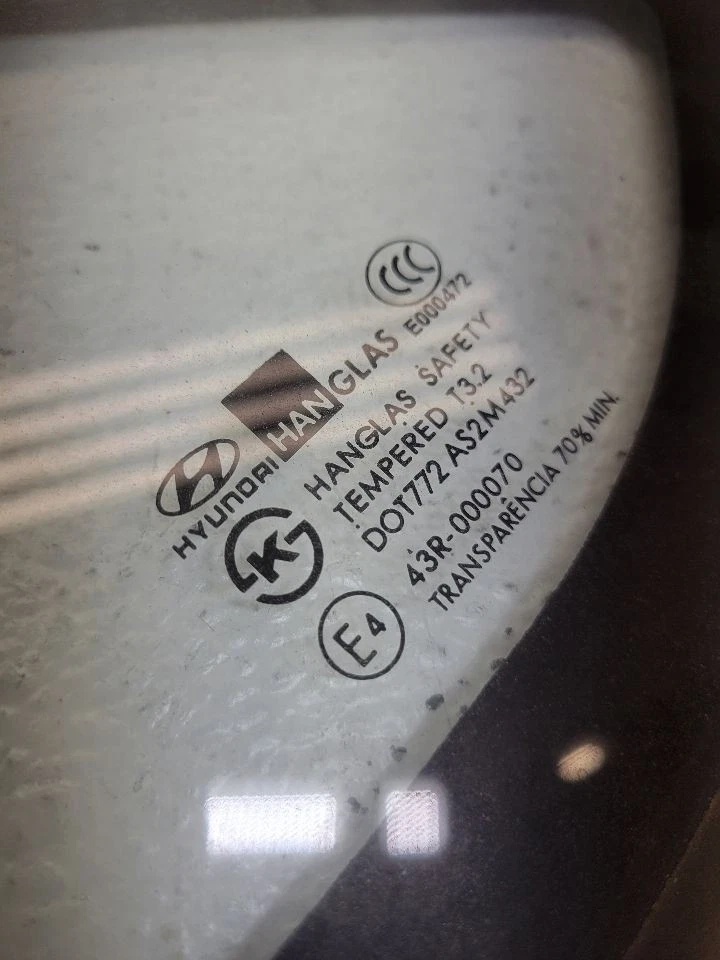 CCC
E000472
HANGLAS
HYUNDAI
HANGLAS SAFETY
TEMPERED T3.2
DOT772 AS2M432
K
43R-000070
E4
TRANSPARÊNCIA 70% MIN.